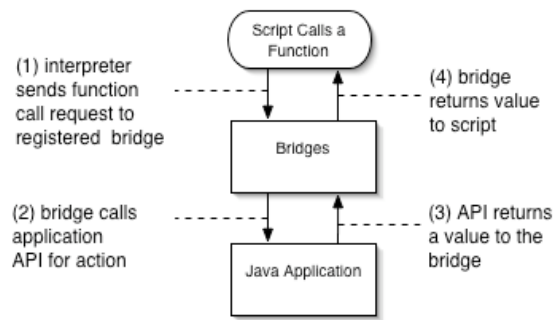 Script Calls a
Function
(1) interpreter
sends function
call request to
registered bridge
(4) bridge
returns value
to script
Bridges
(2) bridge calls
application
API for action
(3) API returns
a value to the
bridge
Java Application